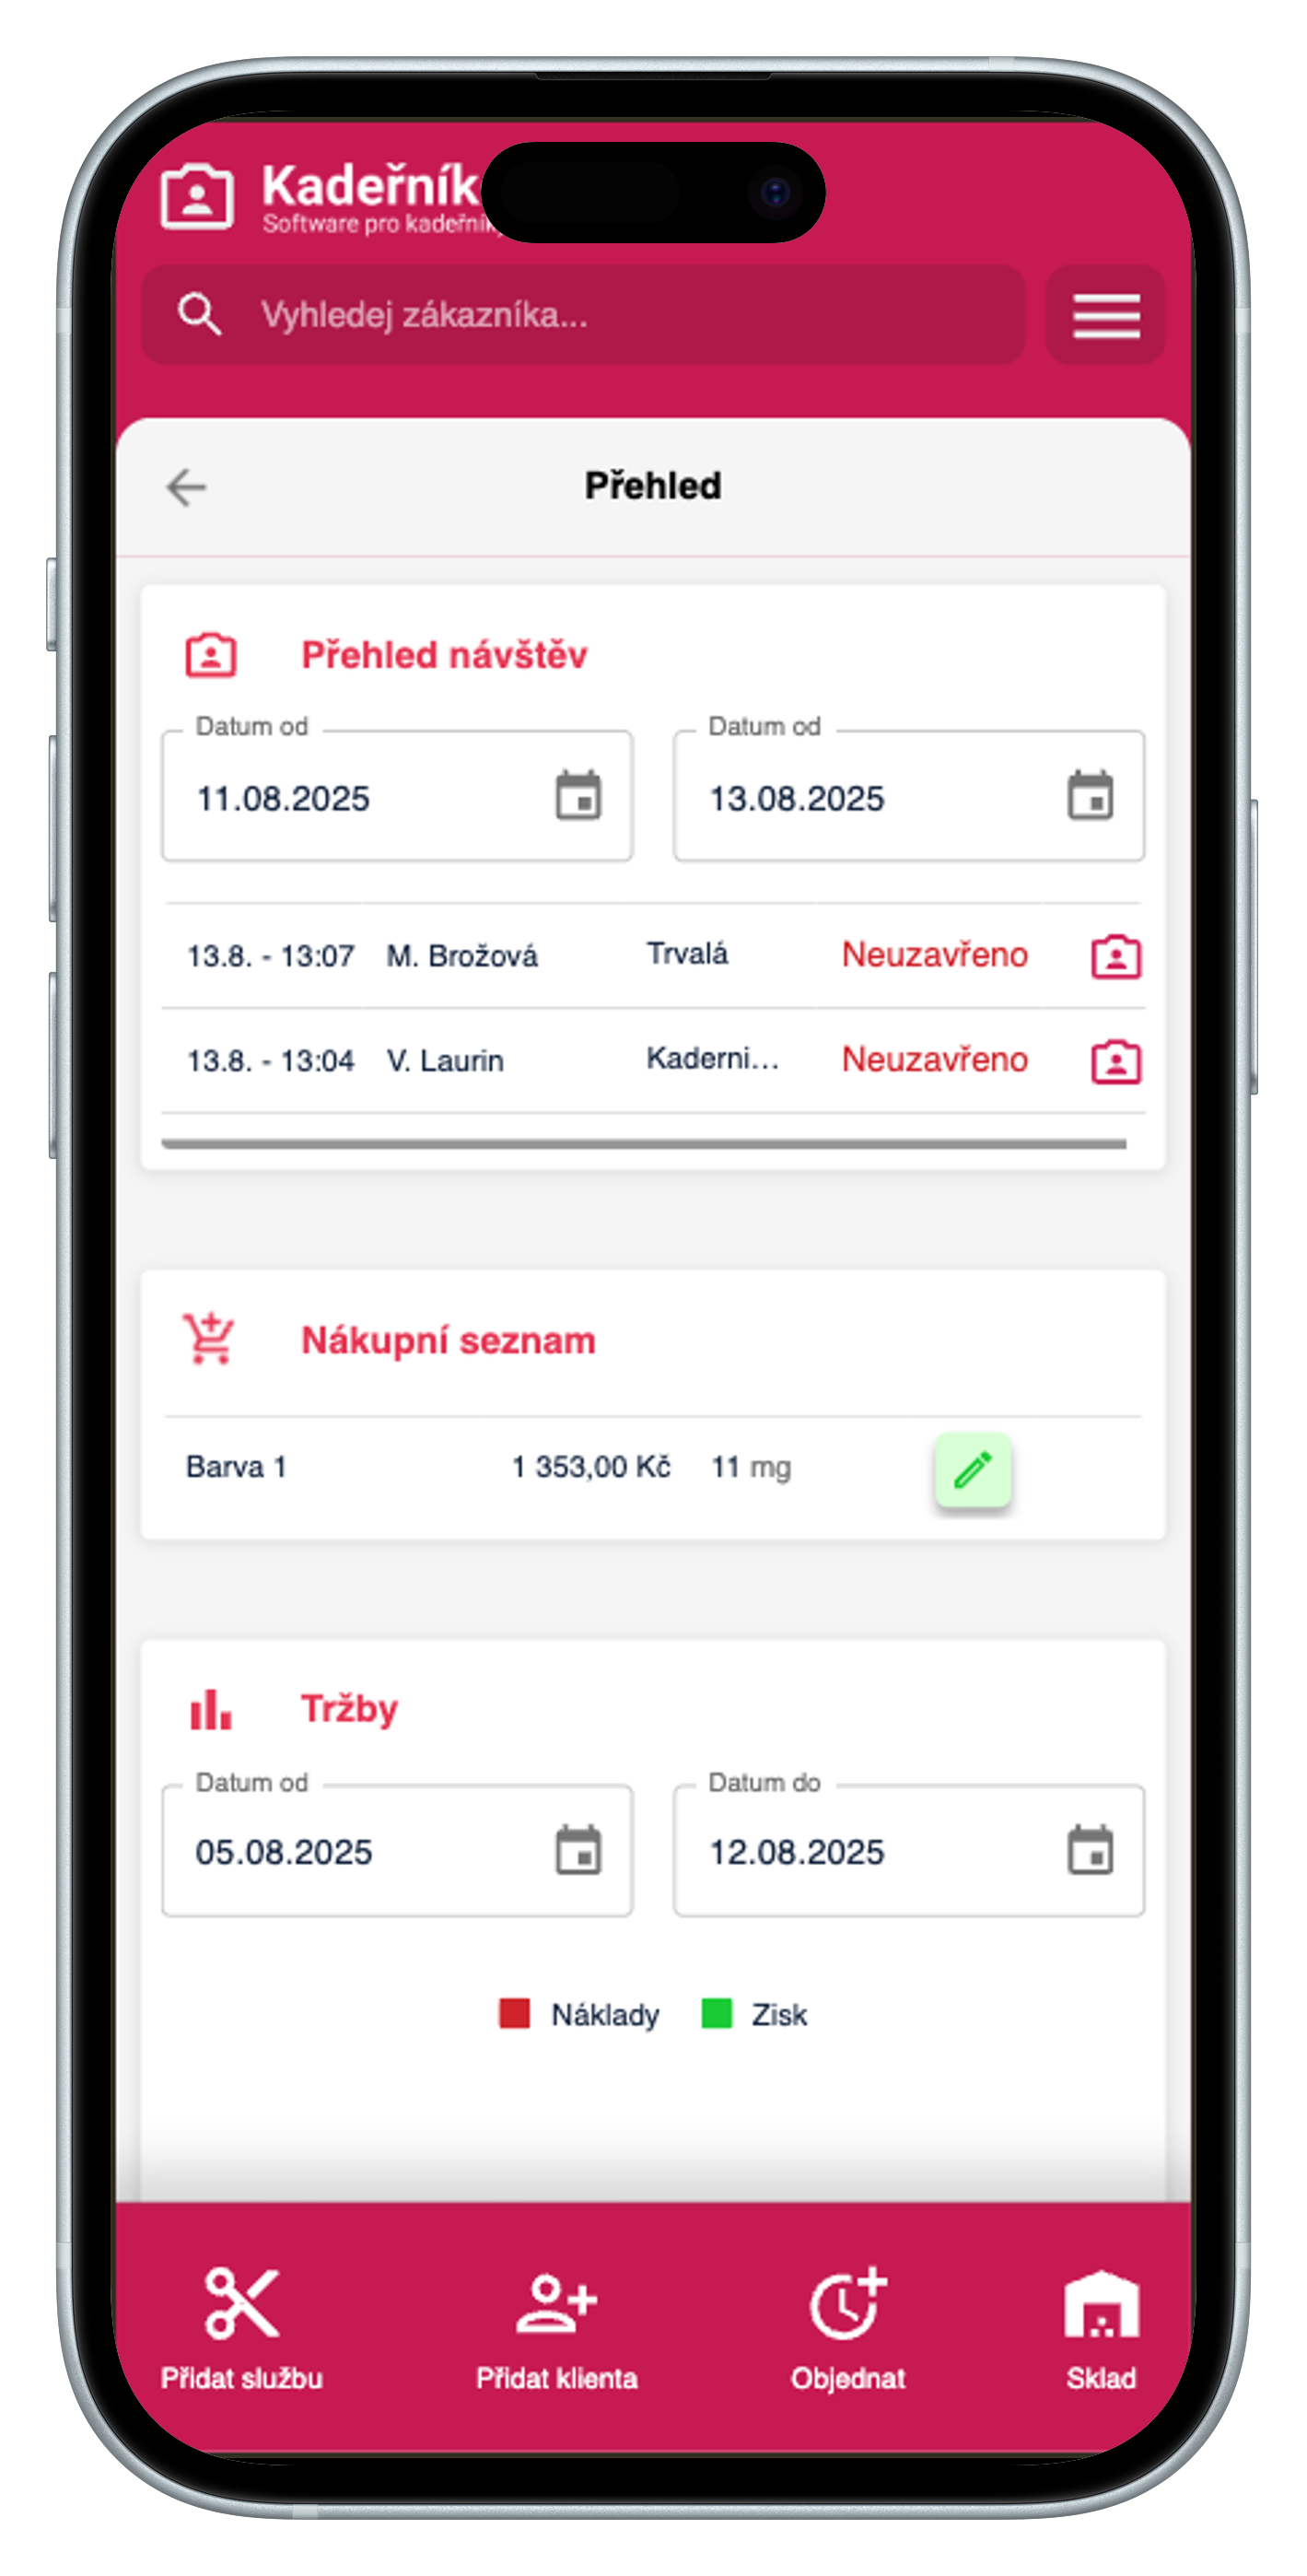 Kadeřník
Software pro kadeřníky
Vyhledej zákazníka...
Přehled
Přehled návštěv
Datum od
Datum od
11.08.2025
13.08.2025
13.8. - 13:07 M. Brožová Trvalá Neuzavřeno
13.8. - 13:04 V. Laurin Kaderni... Neuzavřeno
Nákupní seznam
Barva 1 1 353,00 Kč 11 mg
Tržby
Datum od
Datum do
05.08.2025
12.08.2025
Náklady Zisk
Přidat službu Přidat klienta Objednat Sklad